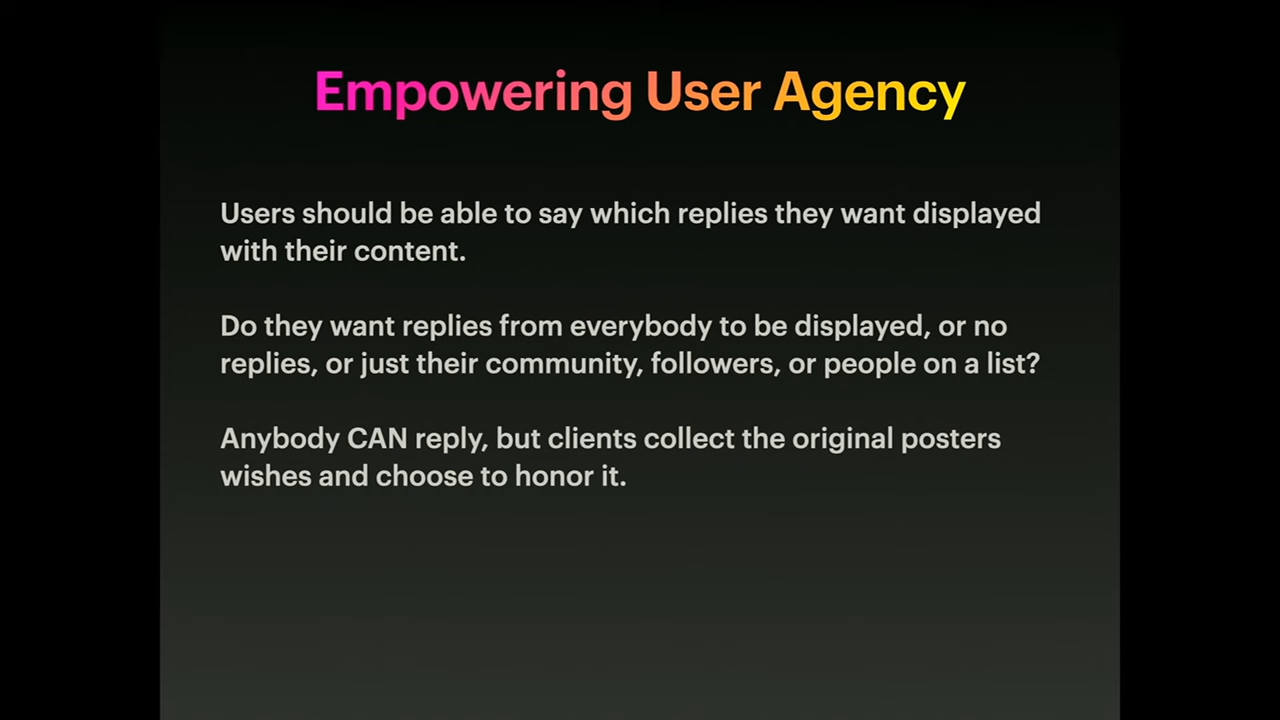 Empowering User Agency
Users should be able to say which replies they want displayed
with their content.
Do they want replies from everybody to be displayed, or no
replies, or just their community, followers, or people on a list?
Anybody CAN reply, but clients collect the original posters
wishes and choose to honor it.